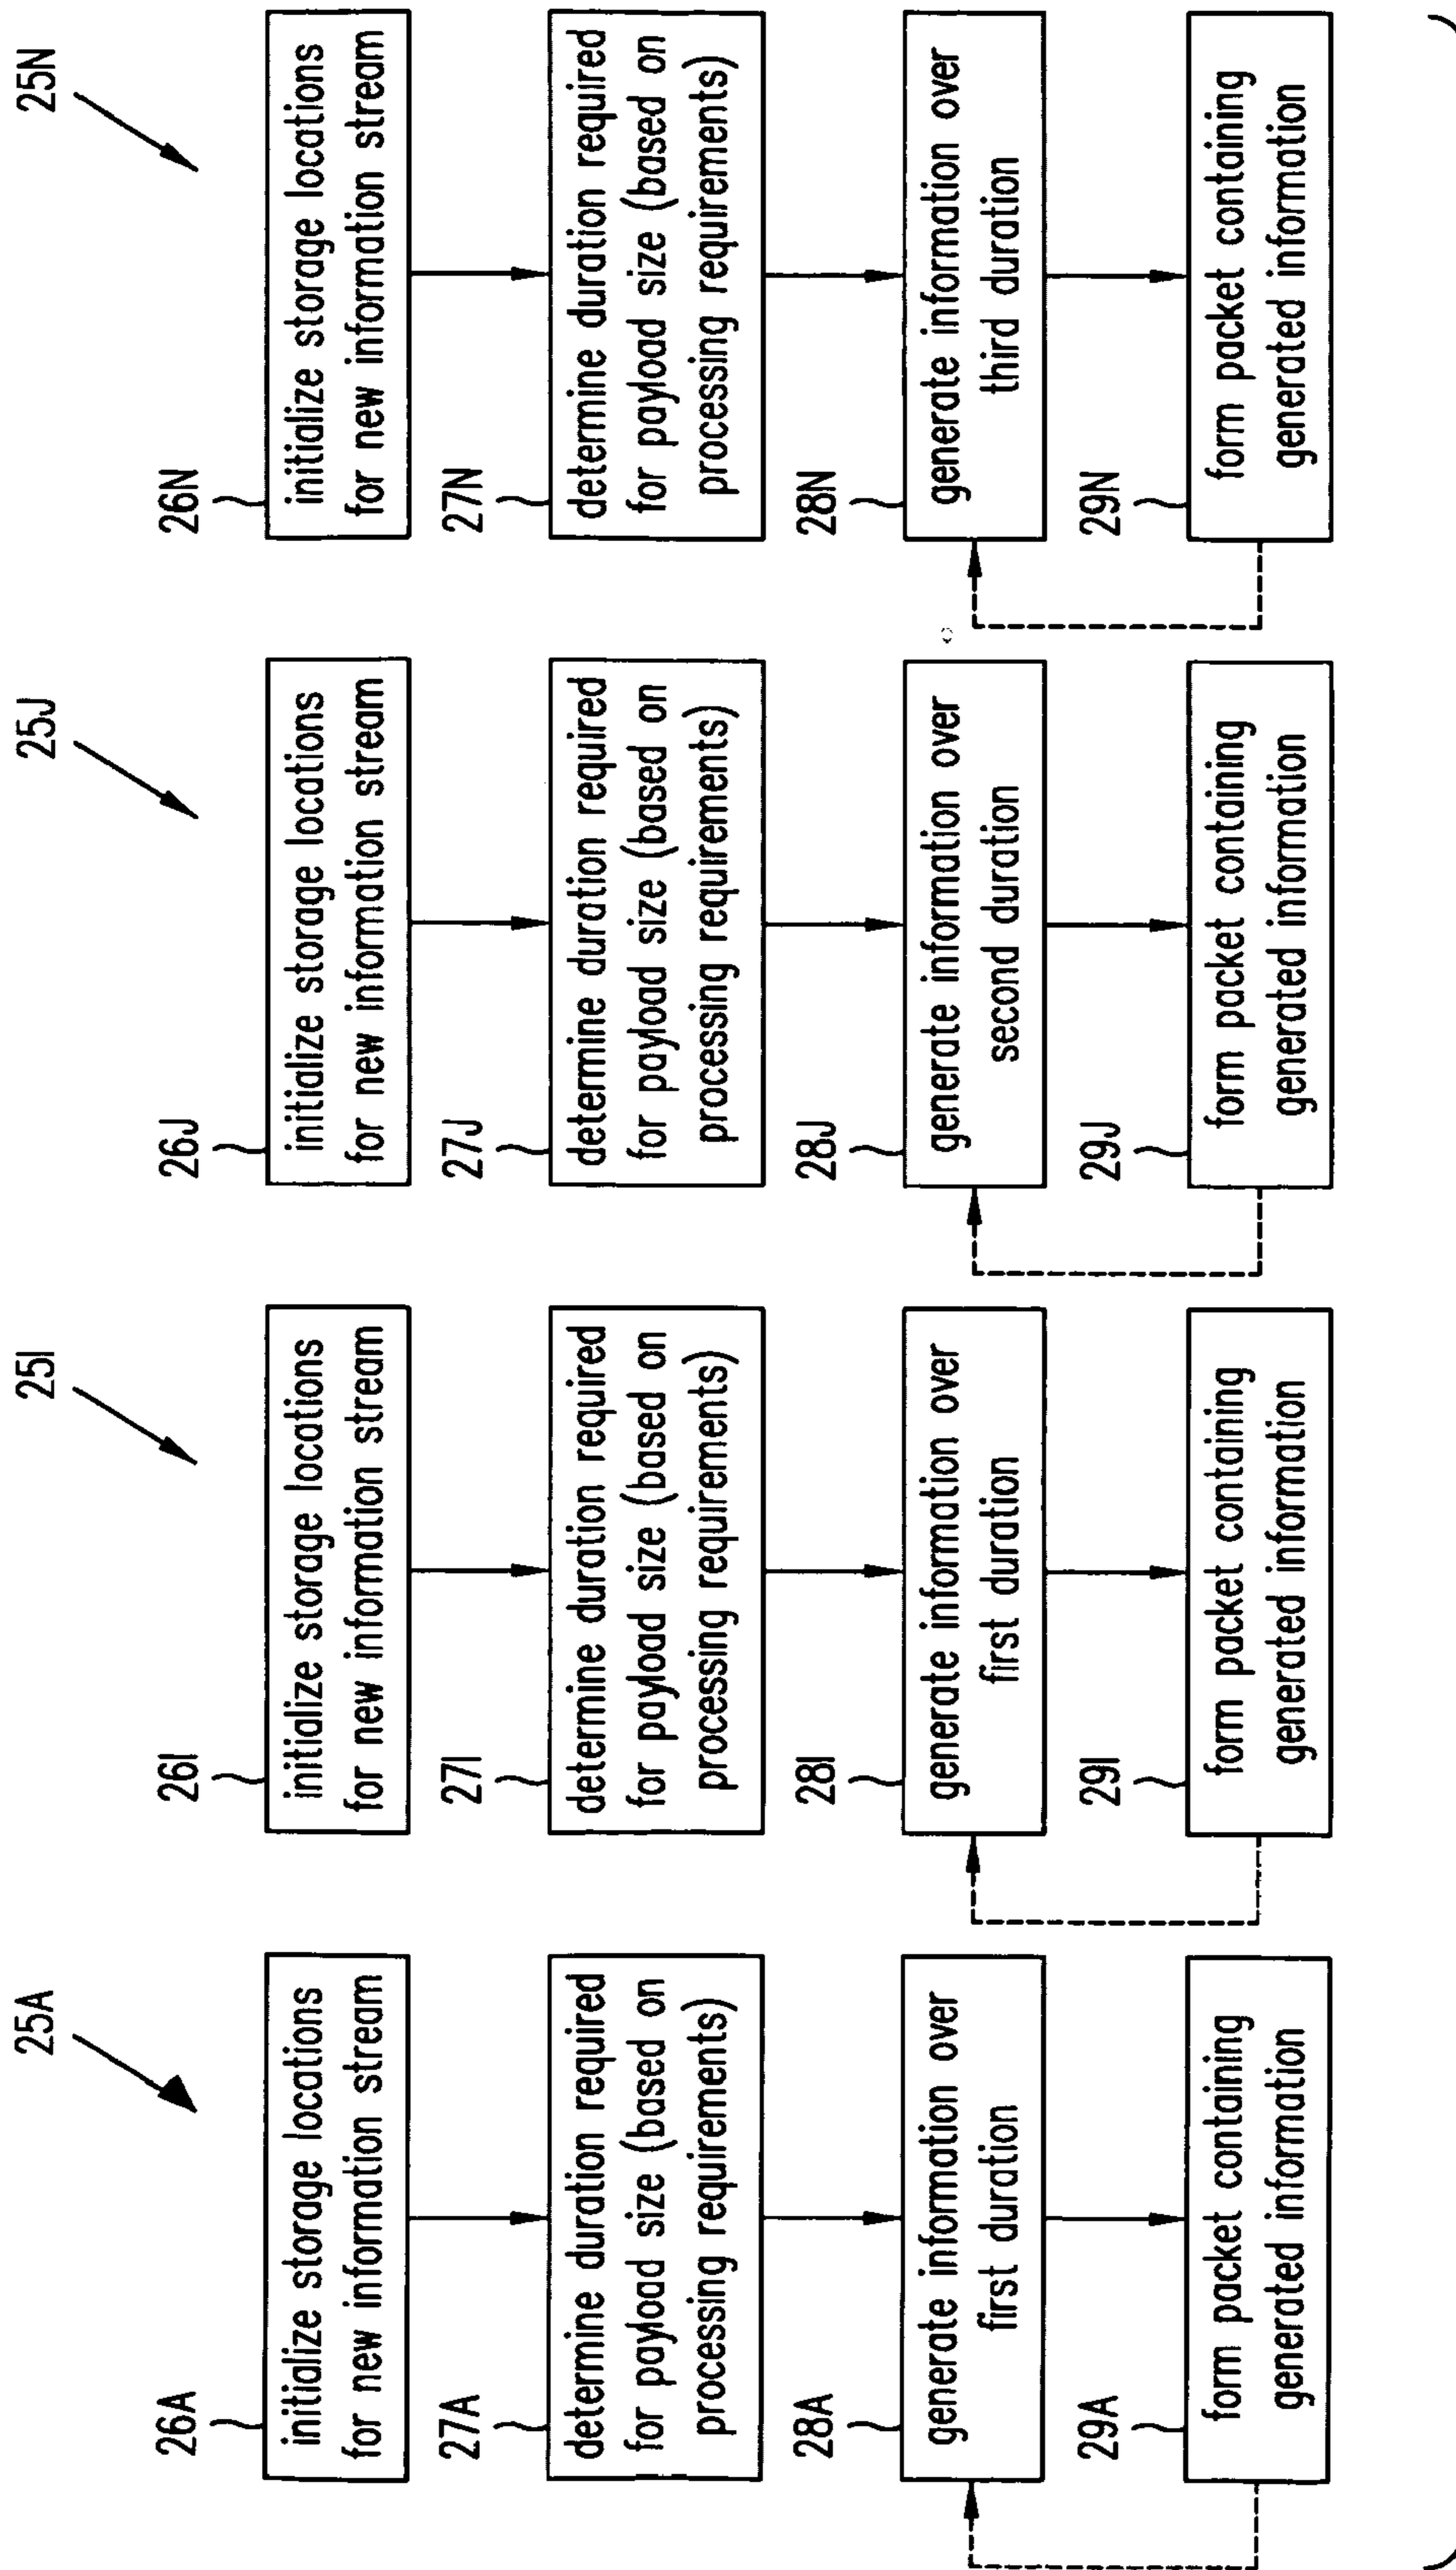 25A
26A
initialize storage locations
for new information stream
27A
determine duration required
for payload size (based on
processing requirements)
28A
generate information over
first duration
29A
form packet containing
generated information
25I
26I
initialize storage locations
for new information stream
27I
determine duration required
for payload size (based on
processing requirements)
28I
generate information over
first duration
29I
form packet containing
generated information
25J
26J
initialize storage locations
for new information stream
27J
determine duration required
for payload size (based on
processing requirements)
28J
generate information over
second duration
29J
form packet containing
generated information
25N
26N
initialize storage locations
for new information stream
27N
determine duration required
for payload size (based on
processing requirements)
28N
generate information over
third duration
29N
form packet containing
generated information